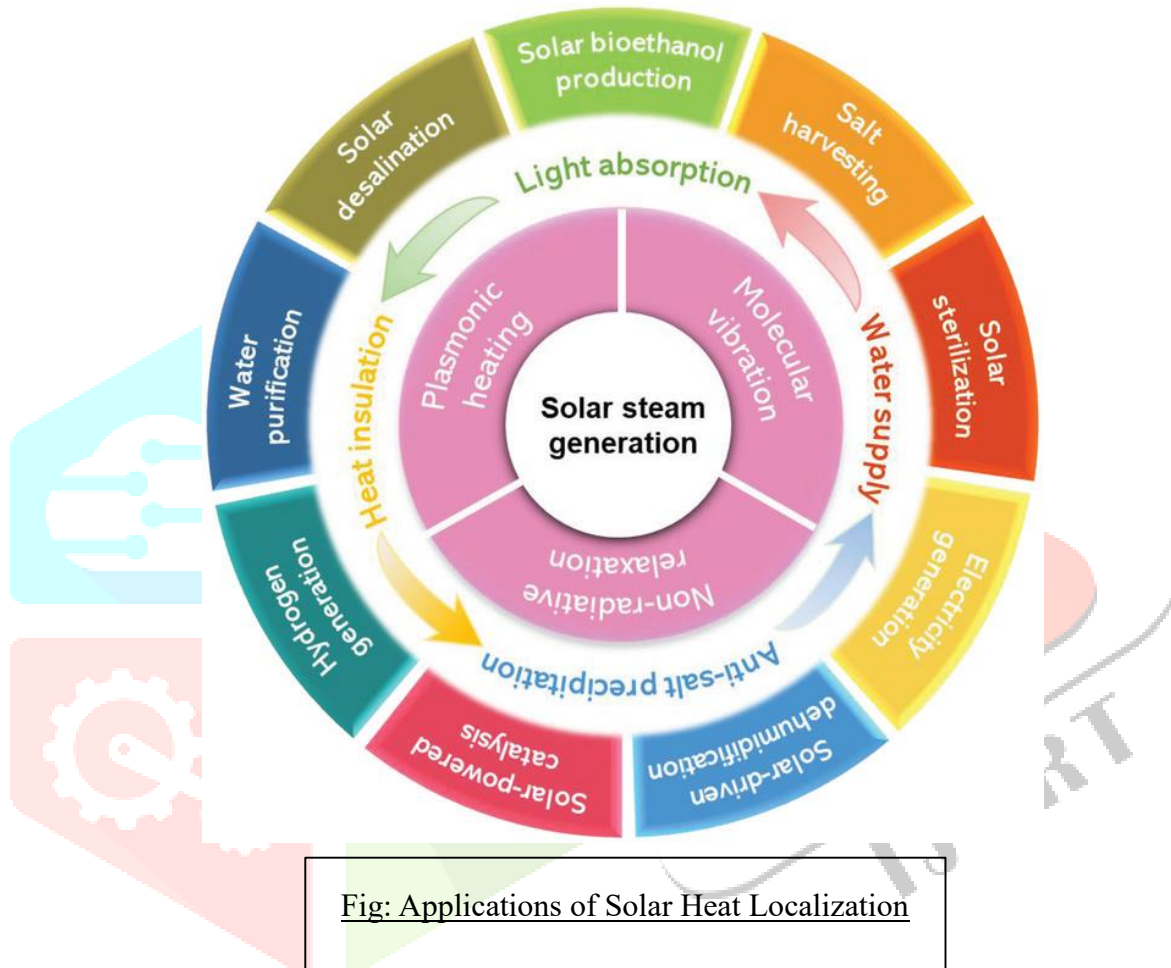 Solar bioethanol
production
Salt
harvesting
Solar
sterilization
Electricity
generation
Solar-driven
dehumidification
Solar-powered
catalysis
Hydrogen
generation
Water
purification
Solar
desalination
Light absorption
Water supply
Anti-salt precipitation
Heat insulation
Plasmonic
heating
Molecular
vibration
Non-radiative
relaxation
Solar steam
generation
Fig: Applications of Solar Heat Localization